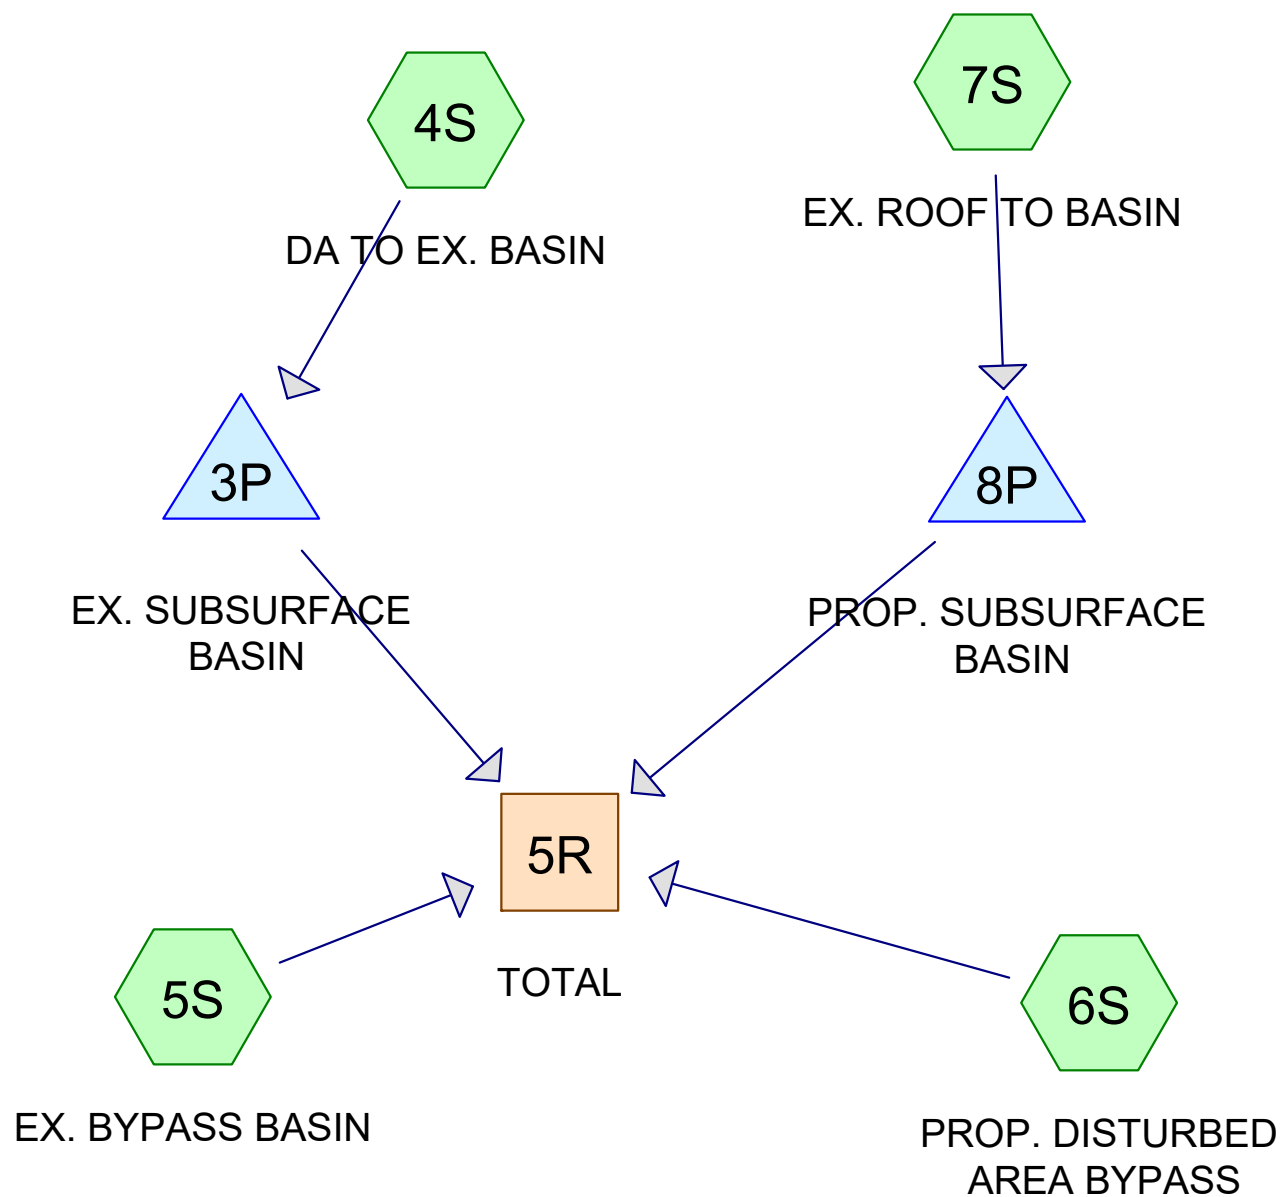 7S
4S
EX. ROOF TO BASIN
DA TO EX. BASIN
3P
8P
EX. SUBSURFACE
BASIN
PROP. SUBSURFACE
BASIN
5R
TOTAL
5S
6S
EX. BYPASS BASIN
PROP. DISTURBED
AREA BYPASS